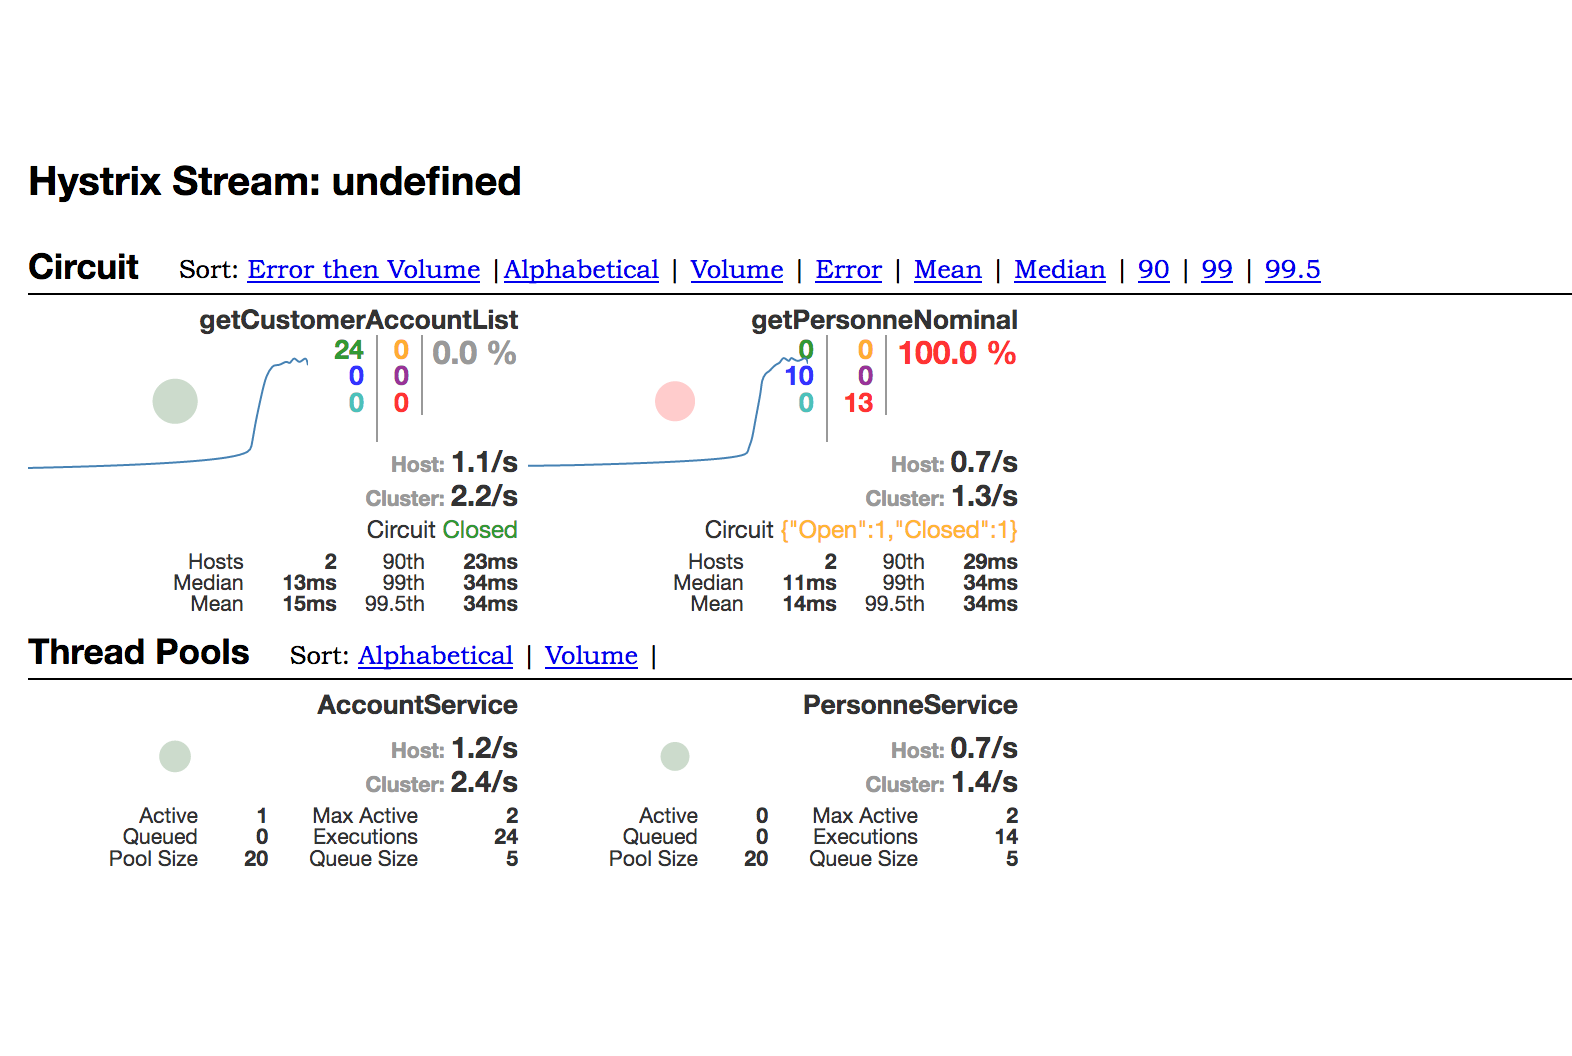 Hystrix Stream: undefined
Circuit Sort: Error then Volume | Alphabetical | Volume | Error | Mean | Median | 90 | 99 | 99.5
getCustomerAccountList
24 0 0.0 %
0 0
0 0
Host: 1.1/s
Cluster: 2.2/s
Circuit Closed
Hosts 2 90th 23ms
Median 13ms 99th 34ms
Mean 15ms 99.5th 34ms
getPersonneNominal
0 0 100.0 %
10 0
0 13
Host: 0.7/s
Cluster: 1.3/s
Circuit {"Open":1,"Closed":1}
Hosts 2 90th 29ms
Median 11ms 99th 34ms
Mean 14ms 99.5th 34ms
Thread Pools Sort: Alphabetical | Volume |
AccountService
Host: 1.2/s
Cluster: 2.4/s
Active 1 Max Active 2
Queued 0 Executions 24
Pool Size 20 Queue Size 5
PersonneService
Host: 0.7/s
Cluster: 1.4/s
Active 0 Max Active 2
Queued 0 Executions 14
Pool Size 20 Queue Size 5